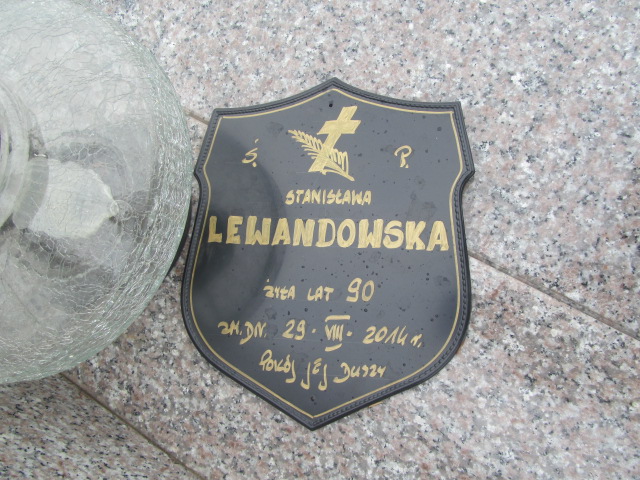 Ś. P.
STANISŁAWA
LEWANDOWSKA
ŻYŁA LAT 90
ZM. DN. 29 - VIII - 2014 r.
POKÓJ JEJ DUSZY